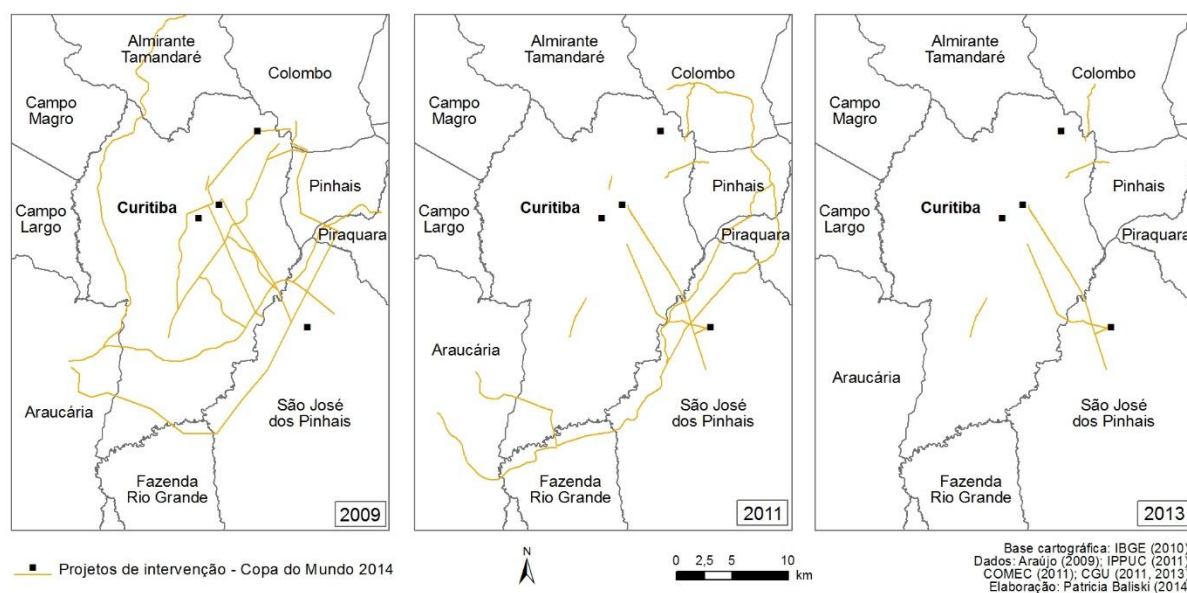 Almirante
Tamandaré
Colombo
Campo
Magro
Pinhais
Curitiba
Campo
Largo
Piraquara
Araucária
São José
dos Pinhais
Fazenda
Rio Grande
2009
Almirante
Tamandaré
Colombo
Campo
Magro
Pinhais
Curitiba
Campo
Largo
Piraquara
Araucária
São José
dos Pinhais
Fazenda
Rio Grande
2011
Almirante
Tamandaré
Colombo
Campo
Magro
Pinhais
Curitiba
Campo
Largo
Piraquara
Araucária
São José
dos Pinhais
Fazenda
Rio Grande
2013
Projetos de intervenção - Copa do Mundo 2014
N
0 2,5 5 10
km
Base cartográfica: IBGE (2010)
Dados: Araújo (2009); IPPUC (2011)
COMEC (2011); CGU (2011, 2013)
Elaboração: Patricia Baliski (2014